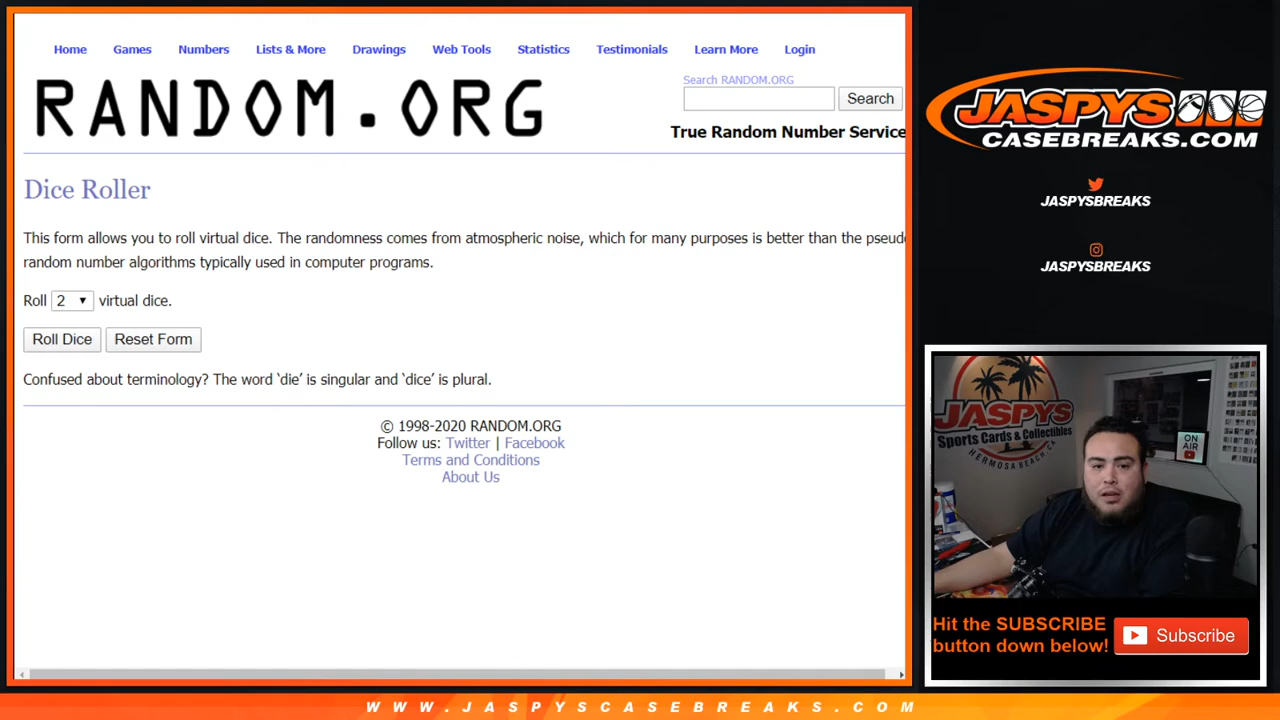 Home Games Numbers Lists & More Drawings Web Tools Statistics Testimonials Learn More Login
RANDOM.ORG
Search RANDOM.ORG
Search
True Random Number Service
Dice Roller
This form allows you to roll virtual dice. The randomness comes from atmospheric noise, which for many purposes is better than the pseudo
random number algorithms typically used in computer programs.
Roll 2 virtual dice.
Roll Dice Reset Form
Confused about terminology? The word ‘die’ is singular and ‘dice’ is plural.
© 1998-2020 RANDOM.ORG
Follow us: Twitter | Facebook
Terms and Conditions
About Us
JASPYS
CASEBREAKS.COM
JASPYSBREAKS
JASPYSBREAKS
JASPYS
Sports Cards & Collectibles
HERMOSA BEACH, CA
ON
AIR
Hit the SUBSCRIBE
button down below!
Subscribe
WWW.JASPYSCASEBREAKS.COM